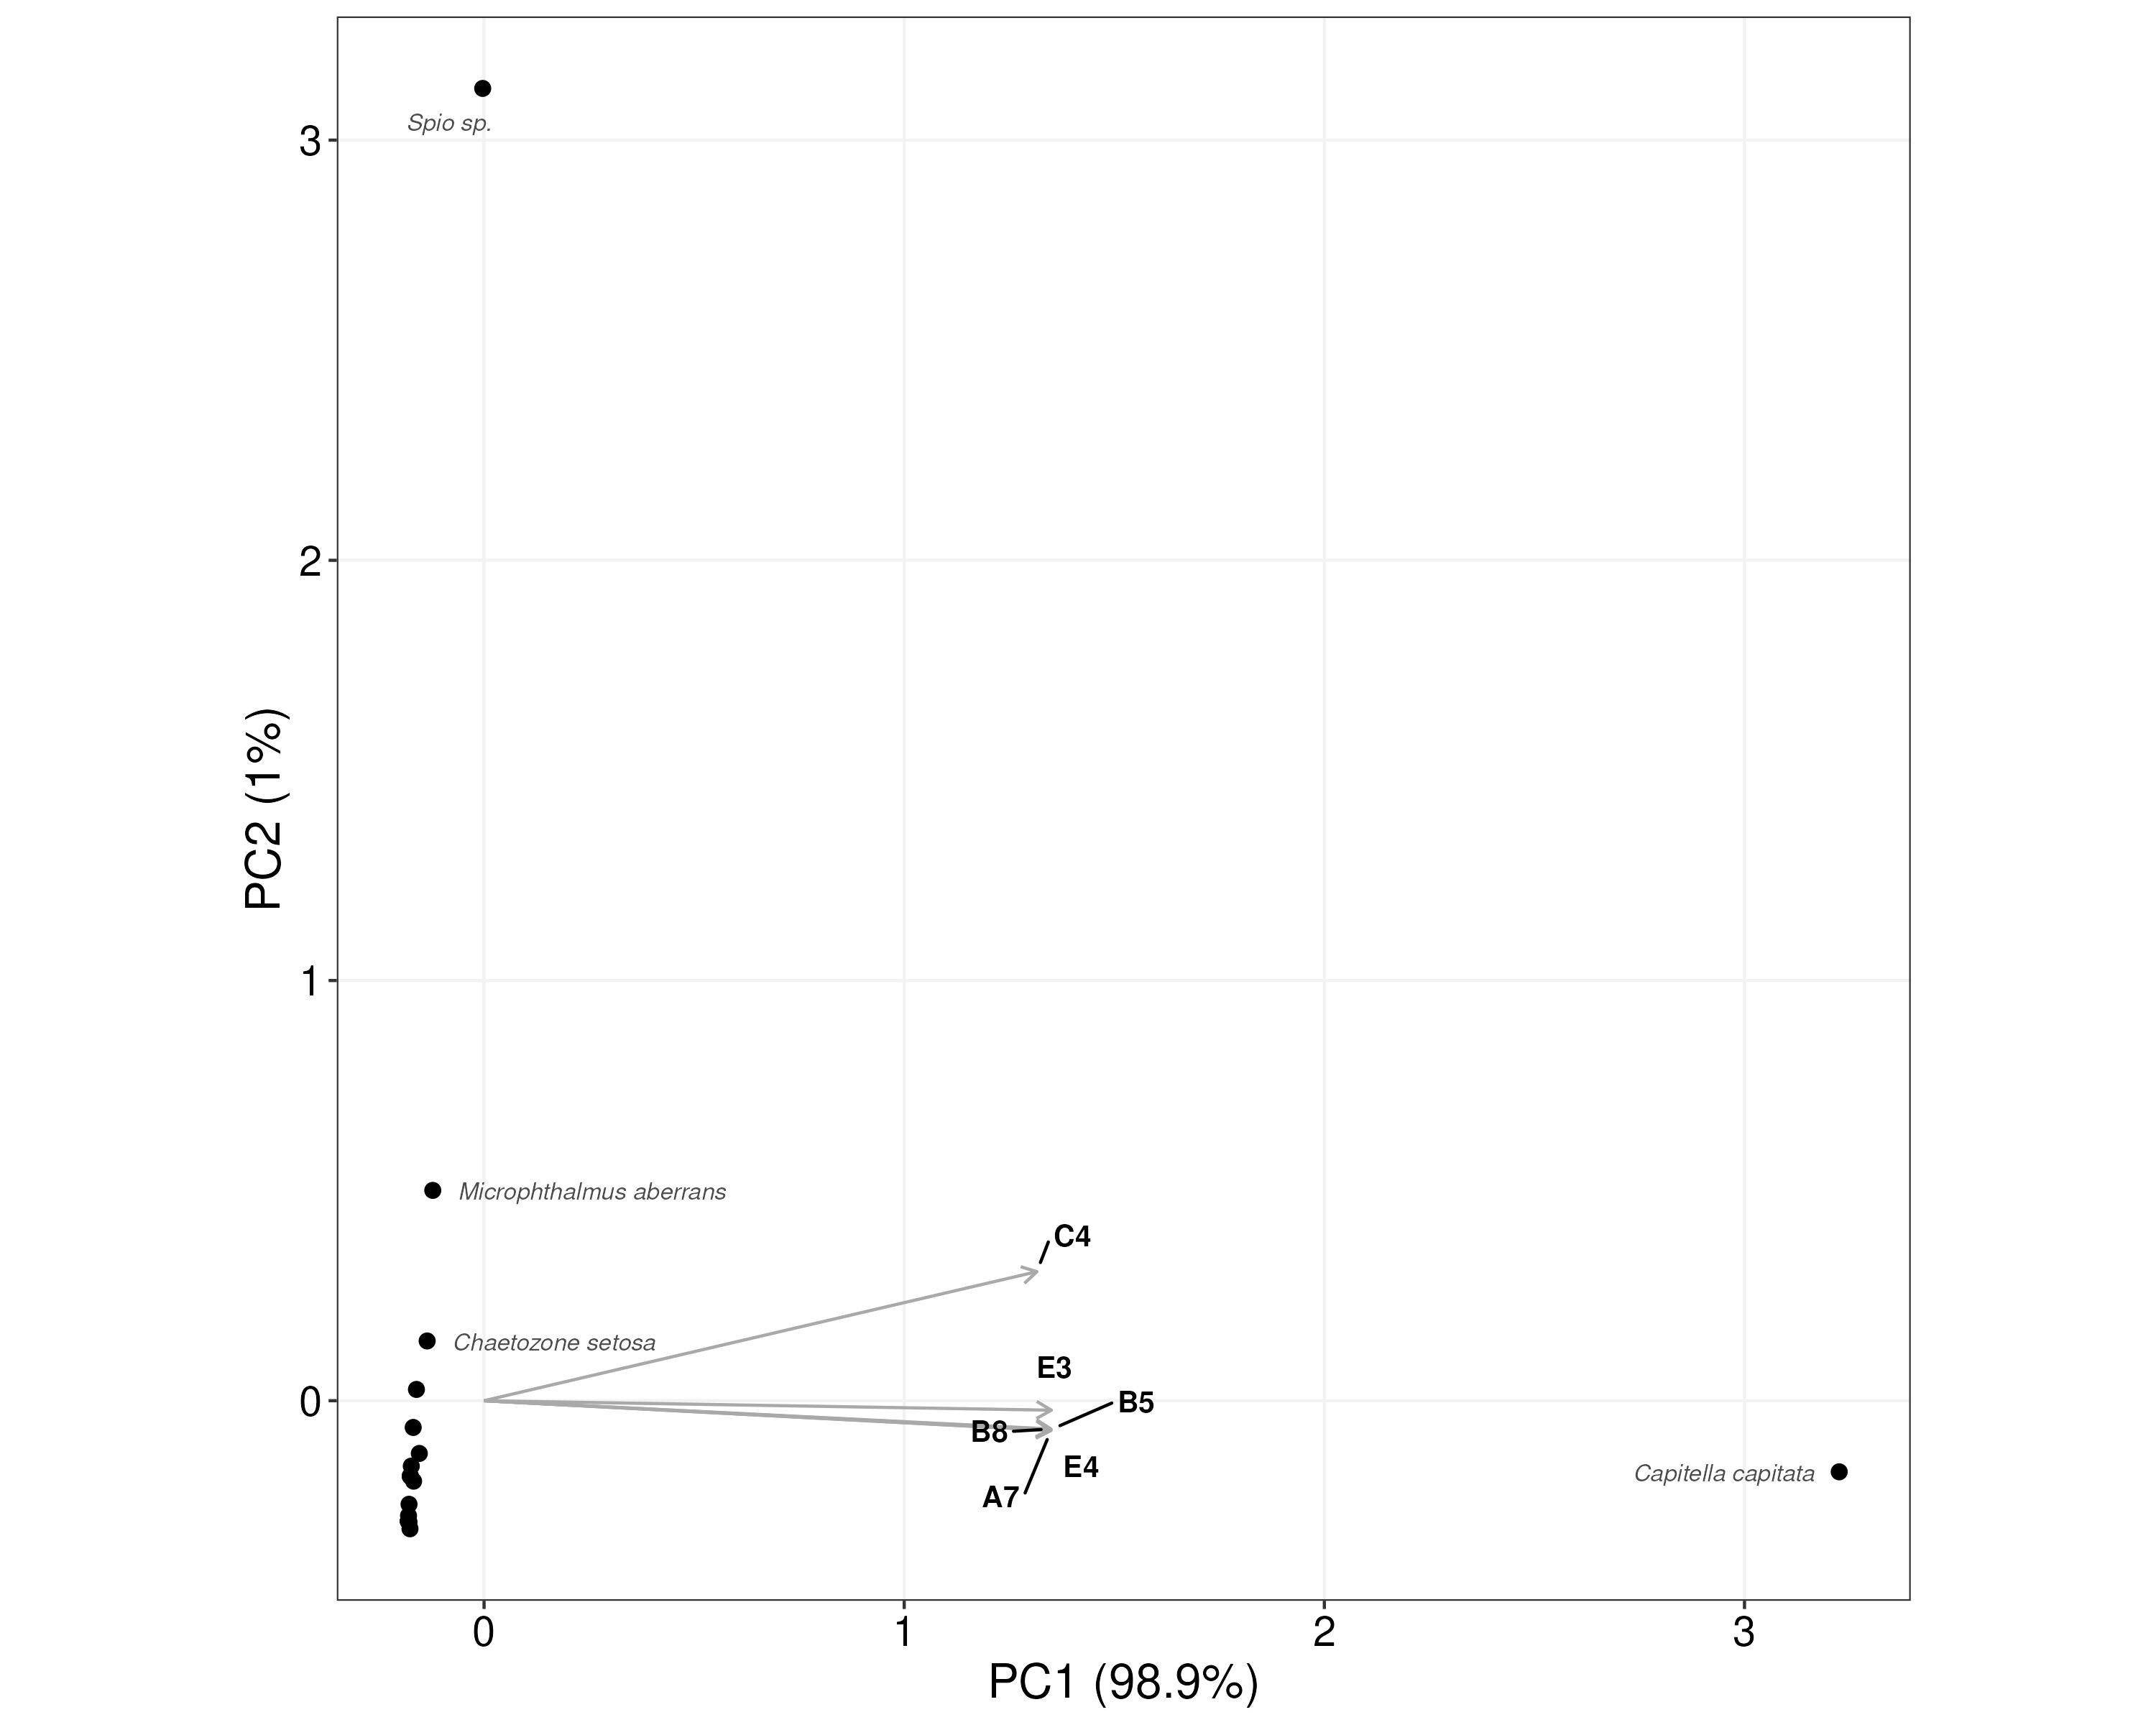 3
Spio sp.
2
PC2 (1%)
1
Microphthalmus aberrans
C4
Chaetozone setosa
E3
0
B5
B8
E4
Capitella capitata
A7
0 1 2 3
PC1 (98.9%)